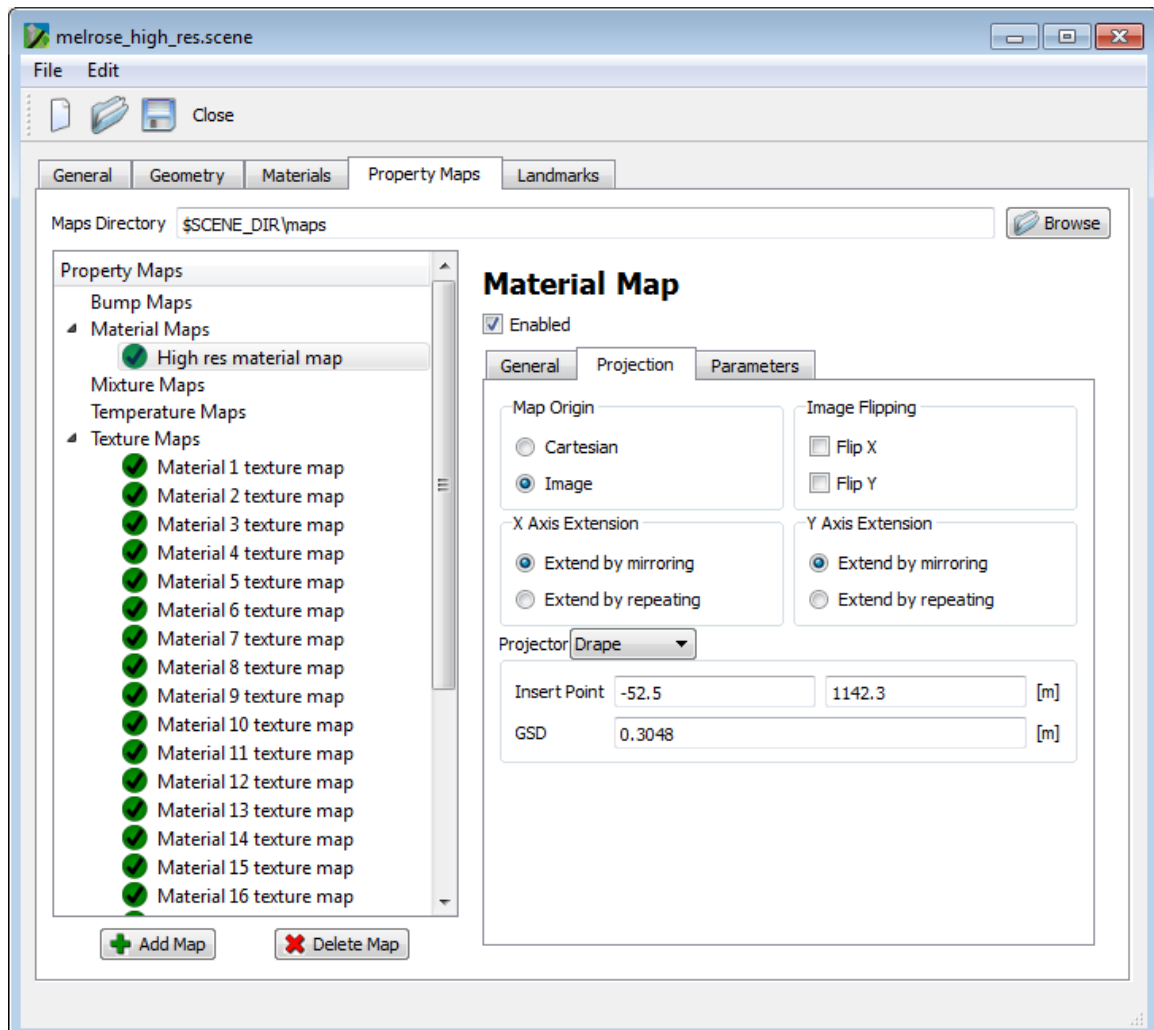 melrose_high_res.scene
File Edit
Close
General Geometry Materials Property Maps Landmarks
Maps Directory $SCENE_DIR\maps Browse
Property Maps
Bump Maps
Material Maps
High res material map
Mixture Maps
Temperature Maps
Texture Maps
Material 1 texture map
Material 2 texture map
Material 3 texture map
Material 4 texture map
Material 5 texture map
Material 6 texture map
Material 7 texture map
Material 8 texture map
Material 9 texture map
Material 10 texture map
Material 11 texture map
Material 12 texture map
Material 13 texture map
Material 14 texture map
Material 15 texture map
Material 16 texture map
Add Map Delete Map
Material Map
Enabled
General Projection Parameters
Map Origin
Cartesian
Image
Image Flipping
Flip X
Flip Y
X Axis Extension
Extend by mirroring
Extend by repeating
Y Axis Extension
Extend by mirroring
Extend by repeating
Projector Drape
Insert Point -52.5 1142.3 [m]
GSD 0.3048 [m]